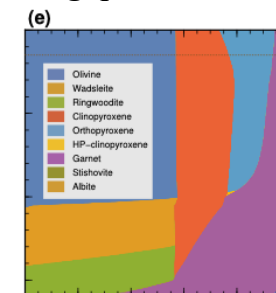 (e)
Olivine
Wadsleite
Ringwoodite
Clinopyroxene
Orthopyroxene
HP-clinopyroxene
Garnet
Stishovite
Albite